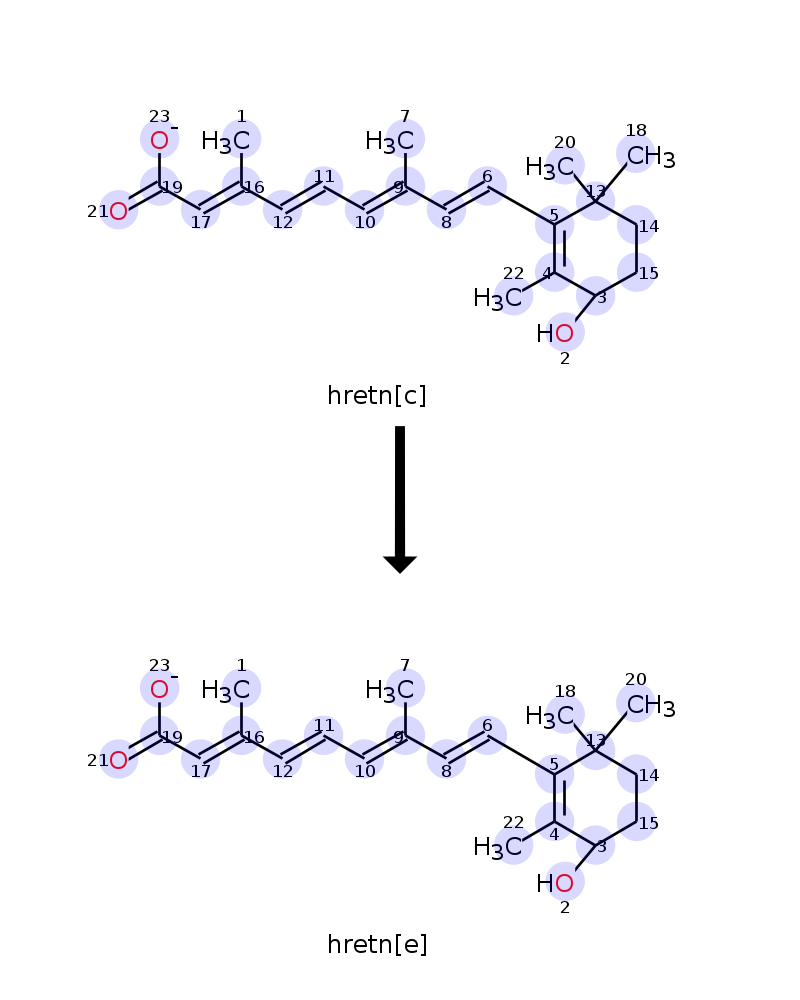 23 1 7 20 18
O- H3C H3C H3C CH3
19 16 11 9 6 13
21 O 17 12 10 8 5 14
22 4 15
H3C 3
HO
2
hretn[c]
23 1 7 18 20
O- H3C H3C H3C CH3
19 16 11 9 6 13
21 O 17 12 10 8 5 14
22 4 15
H3C 3
HO
2
hretn[e]